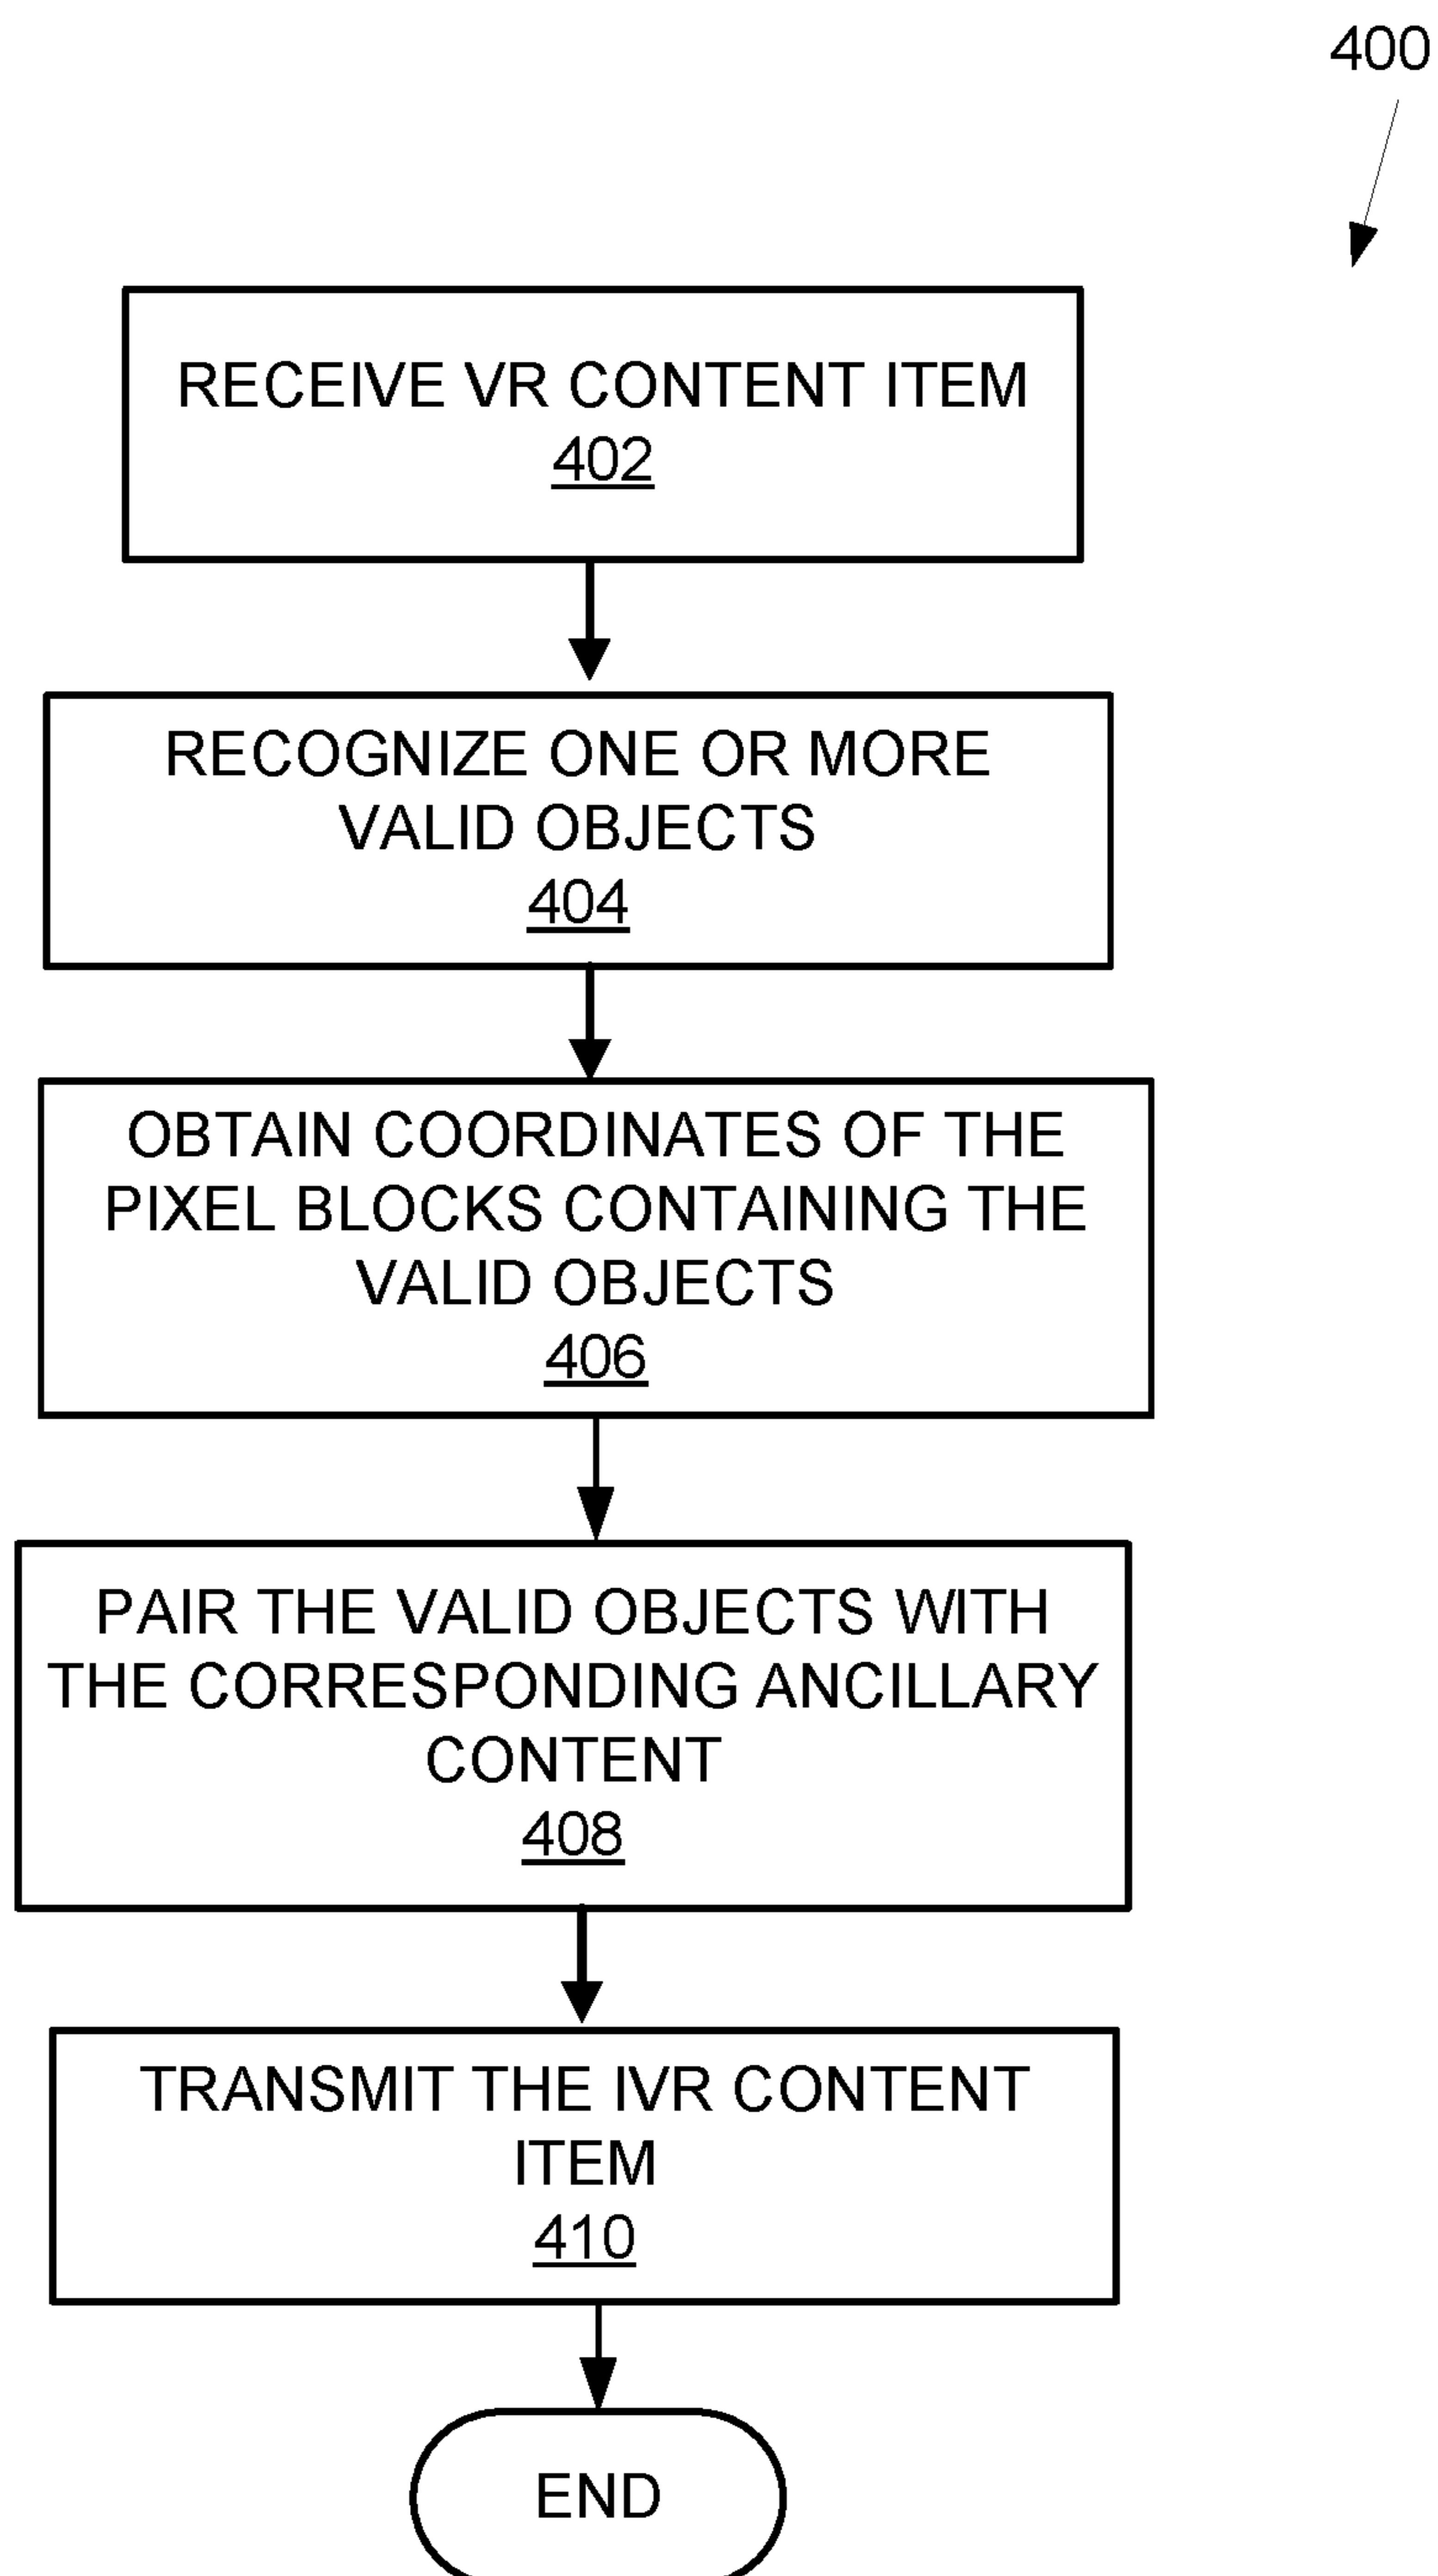 400
RECEIVE VR CONTENT ITEM
402
RECOGNIZE ONE OR MORE
VALID OBJECTS
404
OBTAIN COORDINATES OF THE
PIXEL BLOCKS CONTAINING THE
VALID OBJECTS
406
PAIR THE VALID OBJECTS WITH
THE CORRESPONDING ANCILLARY
CONTENT
408
TRANSMIT THE IVR CONTENT
ITEM
410
END